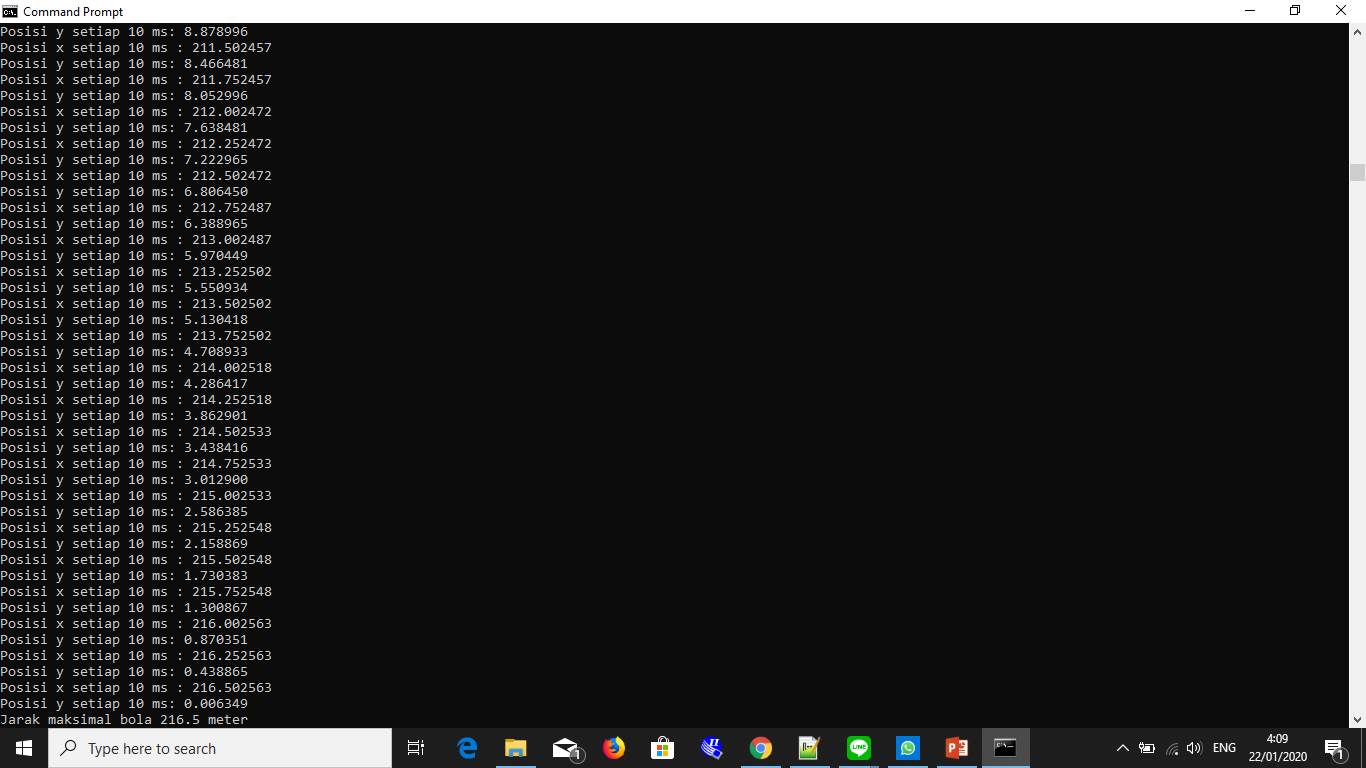 Command Prompt
Posisi y setiap 10 ms: 8.878996
Posisi x setiap 10 ms : 211.502457
Posisi y setiap 10 ms: 8.466481
Posisi x setiap 10 ms : 211.752457
Posisi y setiap 10 ms: 8.052996
Posisi x setiap 10 ms : 212.002472
Posisi y setiap 10 ms: 7.638481
Posisi x setiap 10 ms : 212.252472
Posisi y setiap 10 ms: 7.222965
Posisi x setiap 10 ms : 212.502472
Posisi y setiap 10 ms: 6.806450
Posisi x setiap 10 ms : 212.752487
Posisi y setiap 10 ms: 6.388965
Posisi x setiap 10 ms : 213.002487
Posisi y setiap 10 ms: 5.970449
Posisi x setiap 10 ms : 213.252502
Posisi y setiap 10 ms: 5.550934
Posisi x setiap 10 ms : 213.502502
Posisi y setiap 10 ms: 5.130418
Posisi x setiap 10 ms : 213.752502
Posisi y setiap 10 ms: 4.708933
Posisi x setiap 10 ms : 214.002518
Posisi y setiap 10 ms: 4.286417
Posisi x setiap 10 ms : 214.252518
Posisi y setiap 10 ms: 3.862901
Posisi x setiap 10 ms : 214.502533
Posisi y setiap 10 ms: 3.438416
Posisi x setiap 10 ms : 214.752533
Posisi y setiap 10 ms: 3.012900
Posisi x setiap 10 ms : 215.002533
Posisi y setiap 10 ms: 2.586385
Posisi x setiap 10 ms : 215.252548
Posisi y setiap 10 ms: 2.158869
Posisi x setiap 10 ms : 215.502548
Posisi y setiap 10 ms: 1.730383
Posisi x setiap 10 ms : 215.752548
Posisi y setiap 10 ms: 1.300867
Posisi x setiap 10 ms : 216.002563
Posisi y setiap 10 ms: 0.870351
Posisi x setiap 10 ms : 216.252563
Posisi y setiap 10 ms: 0.438865
Posisi x setiap 10 ms : 216.502563
Posisi y setiap 10 ms: 0.006349
Jarak maksimal bola 216.5 meter
Type here to search
ENG
4:09
22/01/2020